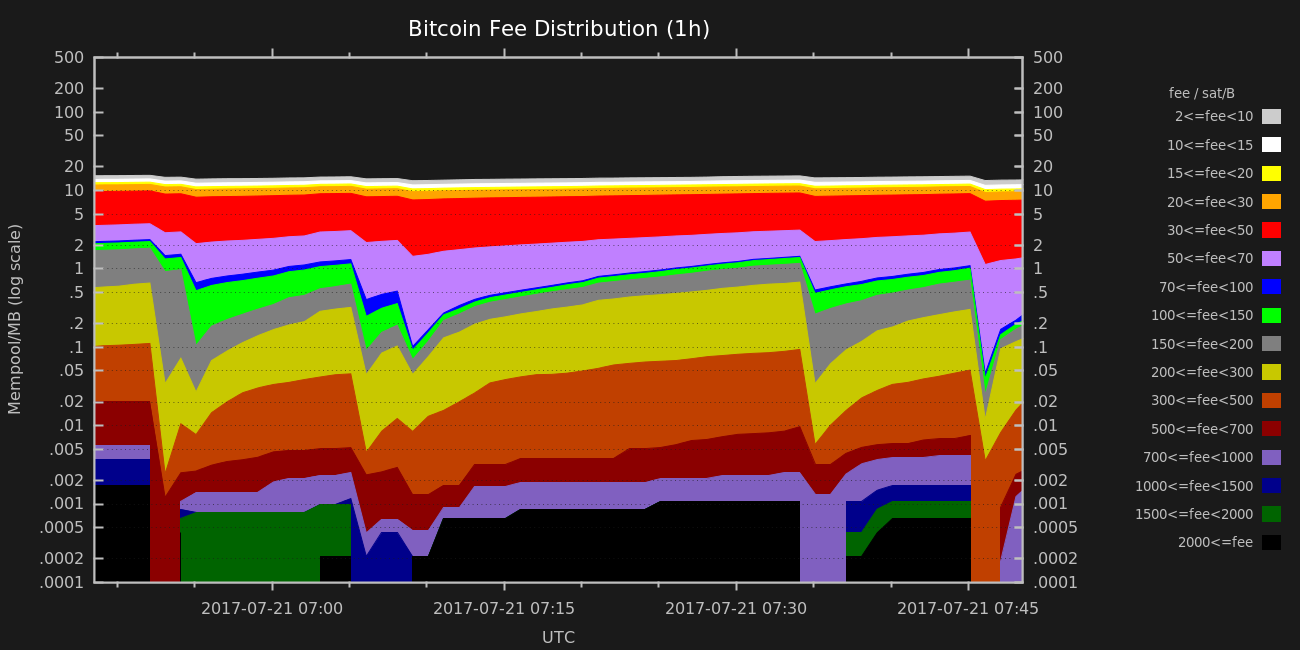 Bitcoin Fee Distribution (1h)
Mempool/MB (log scale)
500
200
100
50
20
10
5
2
1
.5
.2
.1
.05
.02
.01
.005
.002
.001
.0005
.0002
.0001
500
200
100
50
20
10
5
2
1
.5
.2
.1
.05
.02
.01
.005
.002
.001
.0005
.0002
.0001
2017-07-21 07:00
2017-07-21 07:15
2017-07-21 07:30
2017-07-21 07:45
UTC
fee / sat/B
2<=fee<10
10<=fee<15
15<=fee<20
20<=fee<30
30<=fee<50
50<=fee<70
70<=fee<100
100<=fee<150
150<=fee<200
200<=fee<300
300<=fee<500
500<=fee<700
700<=fee<1000
1000<=fee<1500
1500<=fee<2000
2000<=fee